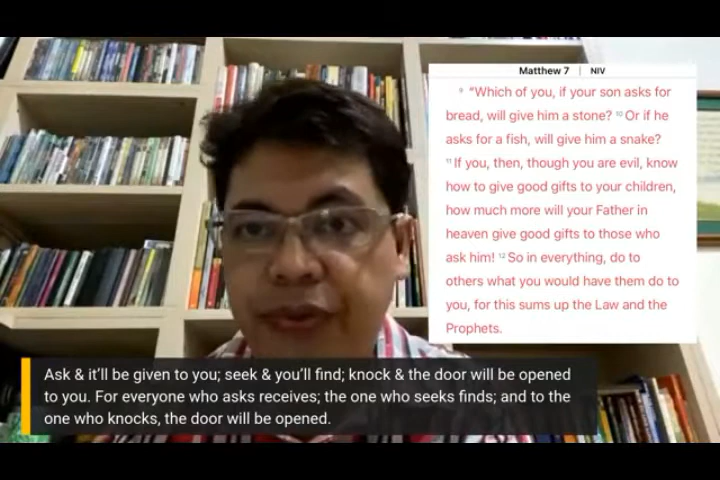 Matthew 7 | NIV
9 "Which of you, if your son asks for
bread, will give him a stone? 10 Or if he
asks for a fish, will give him a snake?
11 If you, then, though you are evil, know
how to give good gifts to your children,
how much more will your Father in
heaven give good gifts to those who
ask him! 12 So in everything, do to
others what you would have them do to
you, for this sums up the Law and the
Prophets.
Ask & it'll be given to you; seek & you'll find; knock & the door will be opened
to you. For everyone who asks receives; the one who seeks finds; and to the
one who knocks, the door will be opened.